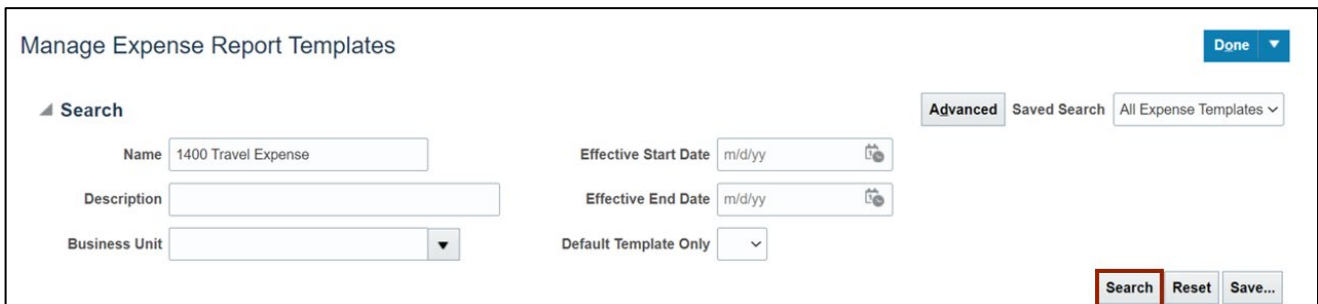 Manage Expense Report Templates
Done
Search
Advanced Saved Search All Expense Templates
Name 1400 Travel Expense Effective Start Date m/d/yy
Description Effective End Date m/d/yy
Business Unit Default Template Only
Search Reset Save...